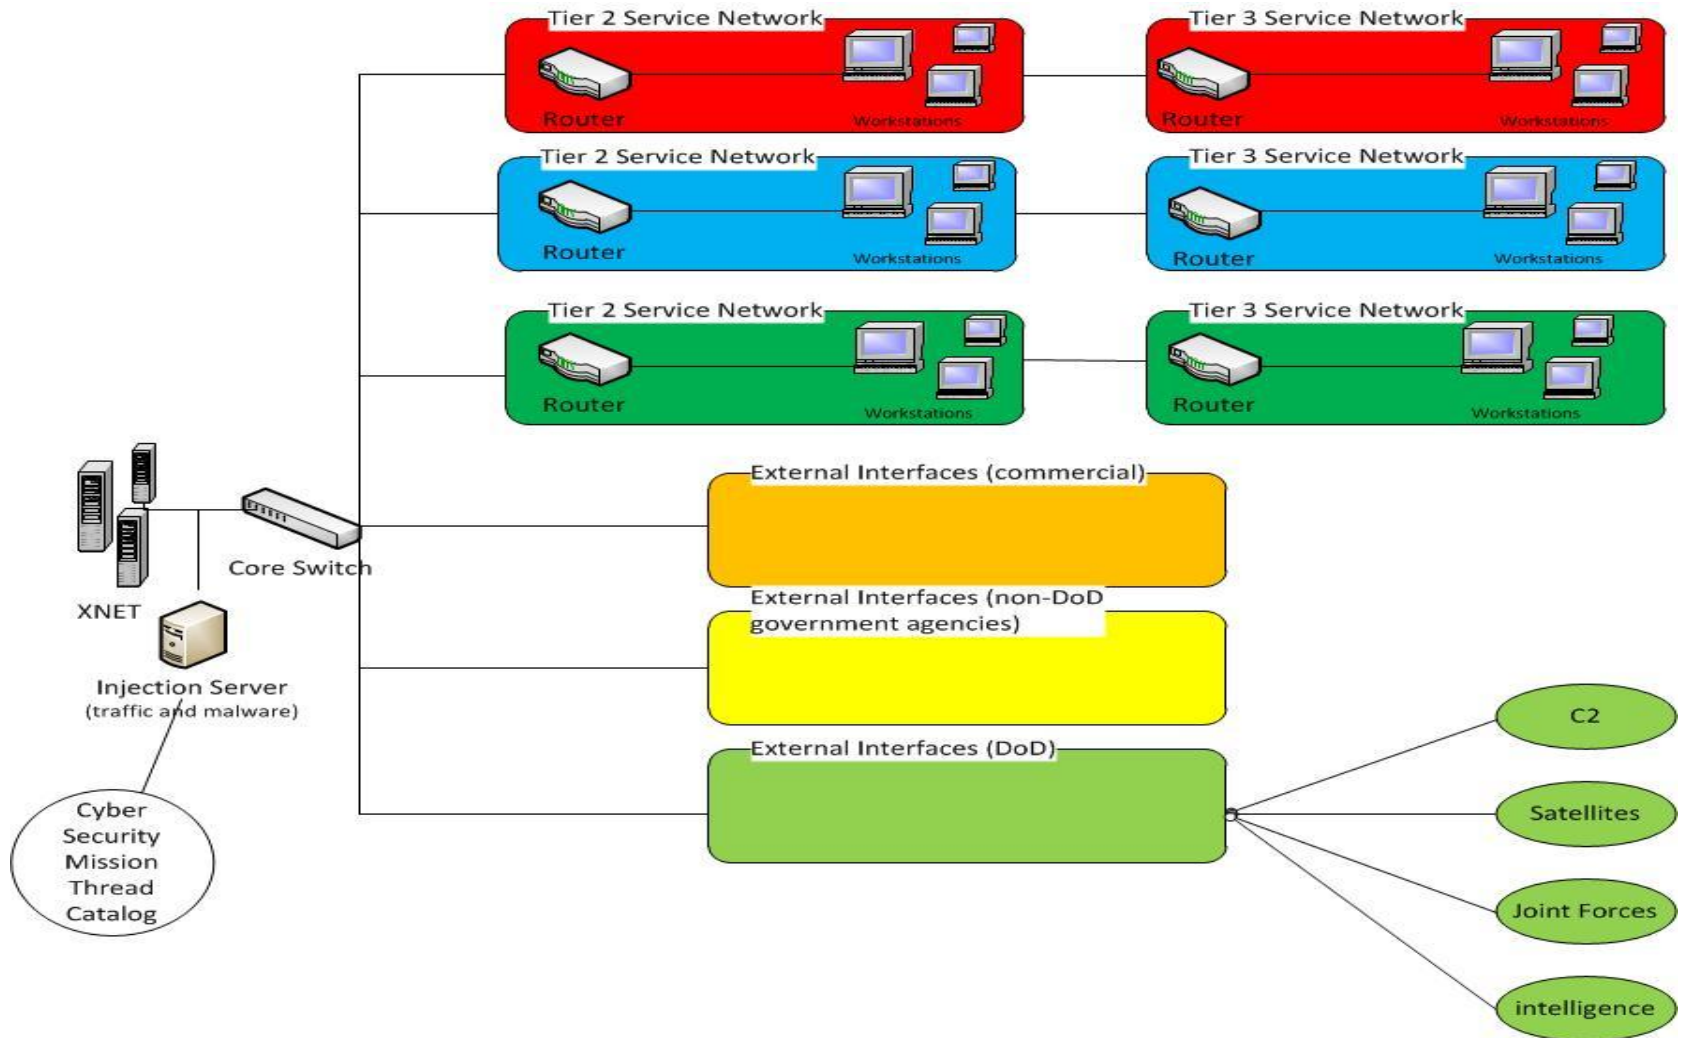 Tier 2 Service Network
Tier 3 Service Network
Router
Workstations
Router
Workstations
Tier 2 Service Network
Tier 3 Service Network
Router
Workstations
Router
Workstations
Tier 2 Service Network
Tier 3 Service Network
Router
Workstations
Router
Workstations
External Interfaces (commercial)
Core Switch
XNET
External Interfaces (non-DoD
government agencies)
Injection Server
(traffic and malware)
External Interfaces (DoD)
C2
Satellites
Joint Forces
intelligence
Cyber
Security
Mission
Thread
Catalog